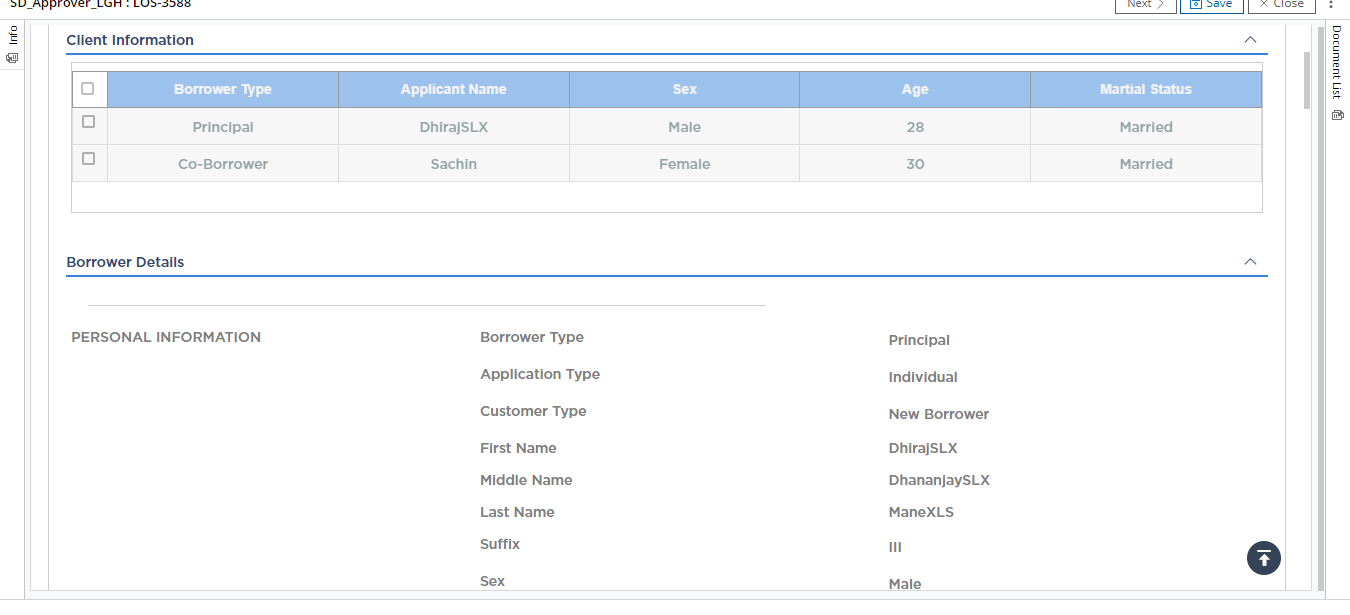 SD_Approver_LGH : LOS-3588
Next
Save
Close
Info
Document List
Client Information
Borrower Type Applicant Name Sex Age Martial Status
Principal DhirajSLX Male 28 Married
Co-Borrower Sachin Female 30 Married
Borrower Details
PERSONAL INFORMATION
Borrower Type Principal
Application Type Individual
Customer Type New Borrower
First Name DhirajSLX
Middle Name DhananjaySLX
Last Name ManeXLS
Suffix III
Sex Male